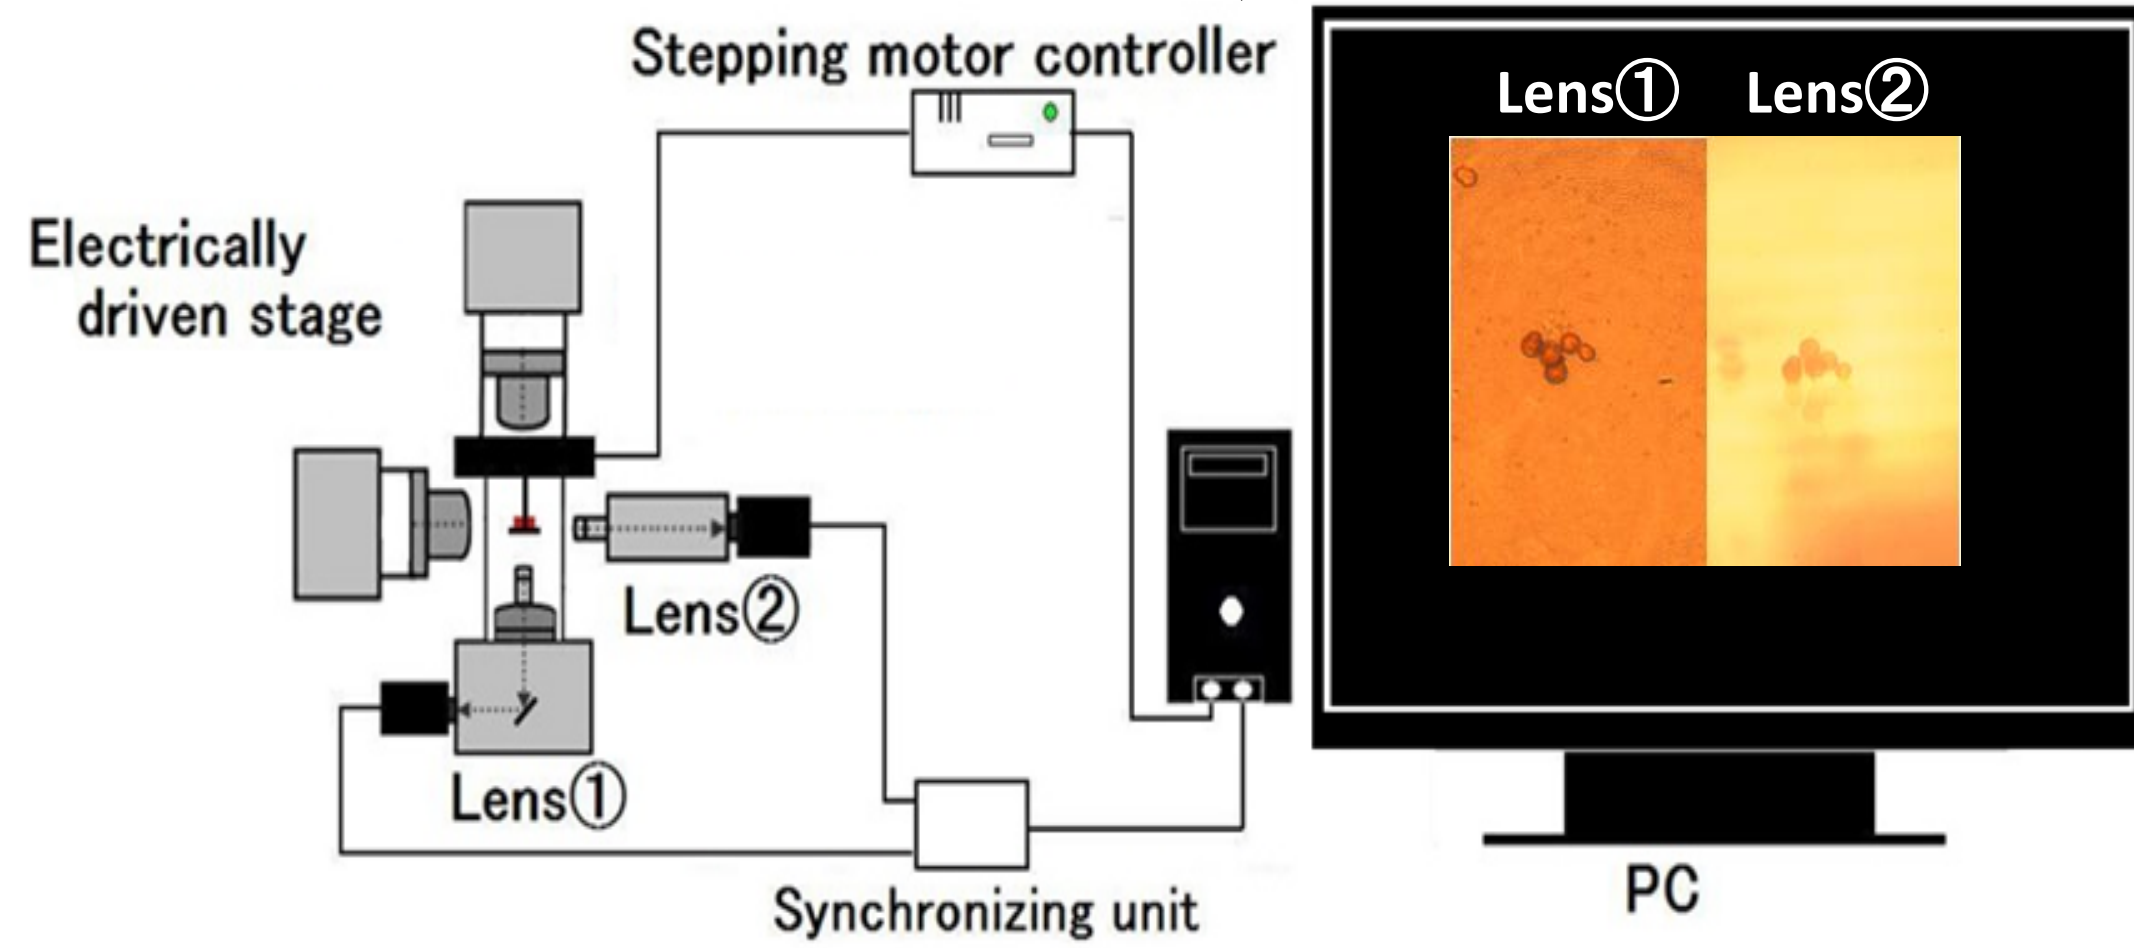 Stepping motor controller
Electrically
driven stage
Lens②
Lens①
Synchronizing unit
Lens① Lens②
PC